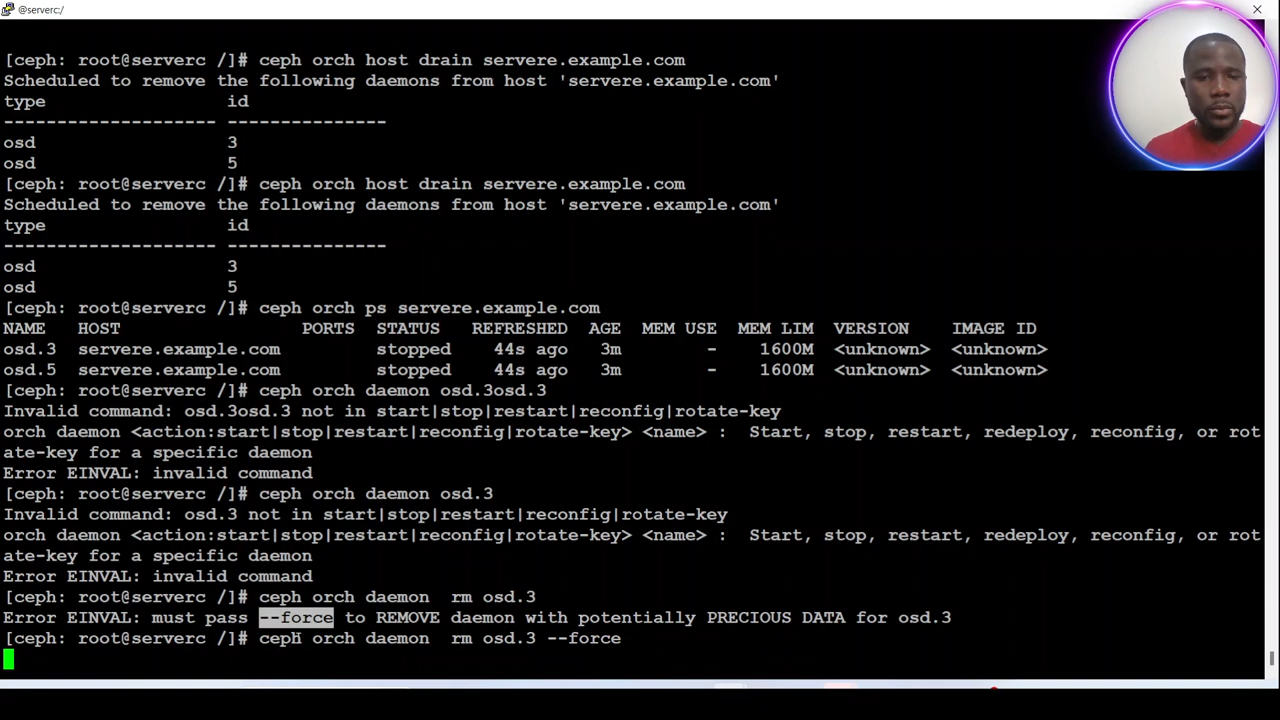 @serverc:/
[ceph: root@serverc /]# ceph orch host drain servere.example.com
Scheduled to remove the following daemons from host 'servere.example.com'
type                 id
-------------------- ---------------
osd                  3
osd                  5
[ceph: root@serverc /]# ceph orch host drain servere.example.com
Scheduled to remove the following daemons from host 'servere.example.com'
type                 id
-------------------- ---------------
osd                  3
osd                  5
[ceph: root@serverc /]# ceph orch ps servere.example.com
NAME   HOST                 PORTS  STATUS   REFRESHED  AGE  MEM USE  MEM LIM  VERSION    IMAGE ID
osd.3  servere.example.com         stopped    44s ago   3m        -    1600M  <unknown>  <unknown>
osd.5  servere.example.com         stopped    44s ago   3m        -    1600M  <unknown>  <unknown>
[ceph: root@serverc /]# ceph orch daemon osd.3osd.3
Invalid command: osd.3osd.3 not in start|stop|restart|reconfig|rotate-key
orch daemon <action:start|stop|restart|reconfig|rotate-key> <name> :  Start, stop, restart, redeploy, reconfig, or rot
ate-key for a specific daemon
Error EINVAL: invalid command
[ceph: root@serverc /]# ceph orch daemon osd.3
Invalid command: osd.3 not in start|stop|restart|reconfig|rotate-key
orch daemon <action:start|stop|restart|reconfig|rotate-key> <name> :  Start, stop, restart, redeploy, reconfig, or rot
ate-key for a specific daemon
Error EINVAL: invalid command
[ceph: root@serverc /]# ceph orch daemon  rm osd.3
Error EINVAL: must pass --force to REMOVE daemon with potentially PRECIOUS DATA for osd.3
[ceph: root@serverc /]# ceph orch daemon  rm osd.3 --force